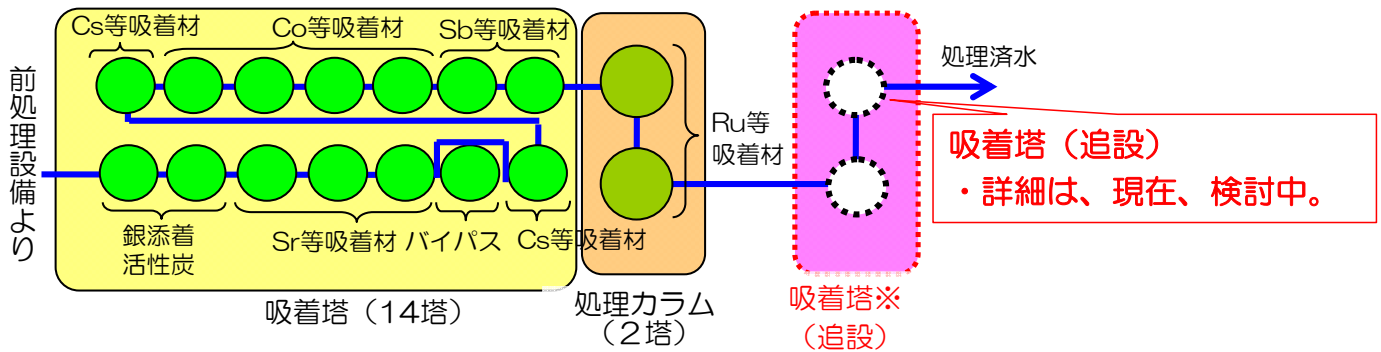 Cs等吸着材
Co等吸着材
Sb等吸着材
前処理設備より
銀添着
活性炭
Sr等吸着材
バイパス
Cs等吸着材
吸着塔（14塔）
Ru等
吸着材
処理カラム
（２塔）
処理済水
吸着塔（追設）
・詳細は、現在、検討中。
吸着塔※
（追設）